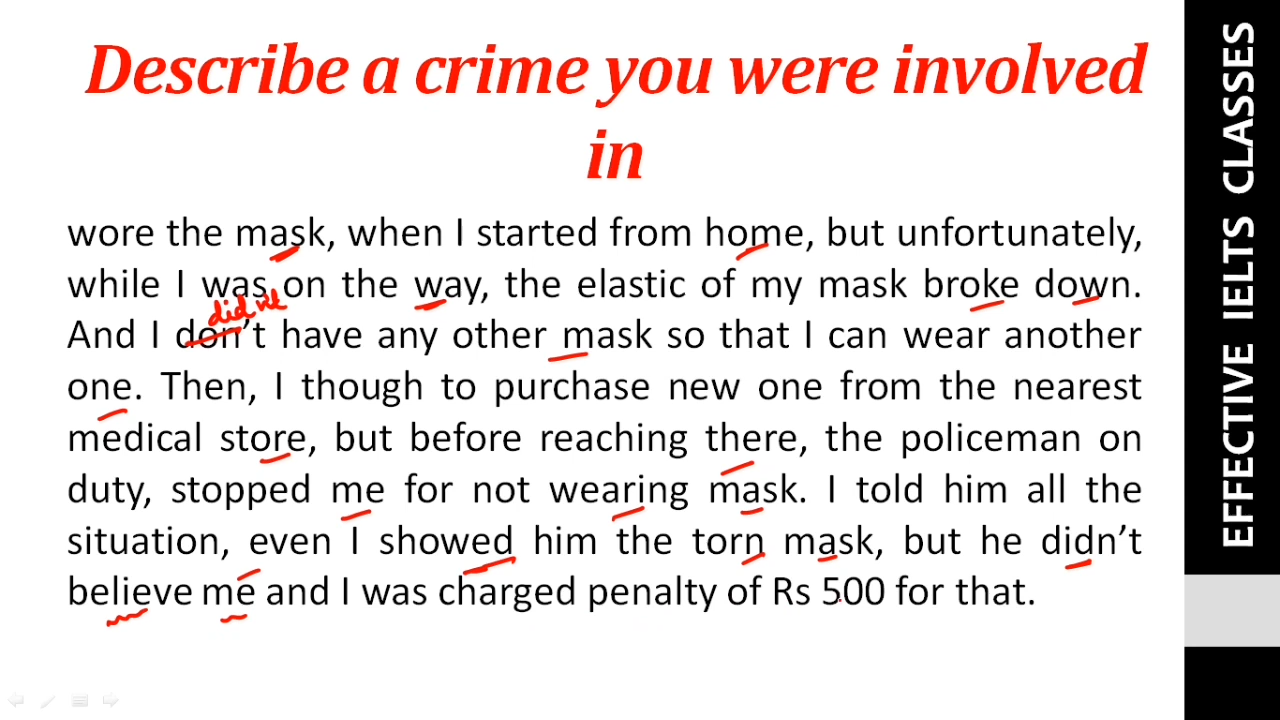 Describe a crime you were involved
in
wore the mask, when I started from home, but unfortunately,
while I was on the way, the elastic of my mask broke down.
did n't
And I don't have any other mask so that I can wear another
one. Then, I though to purchase new one from the nearest
medical store, but before reaching there, the policeman on
duty, stopped me for not wearing mask. I told him all the
situation, even I showed him the torn mask, but he didn't
believe me and I was charged penalty of Rs 500 for that.
EFFECTIVE IELTS CLASSES